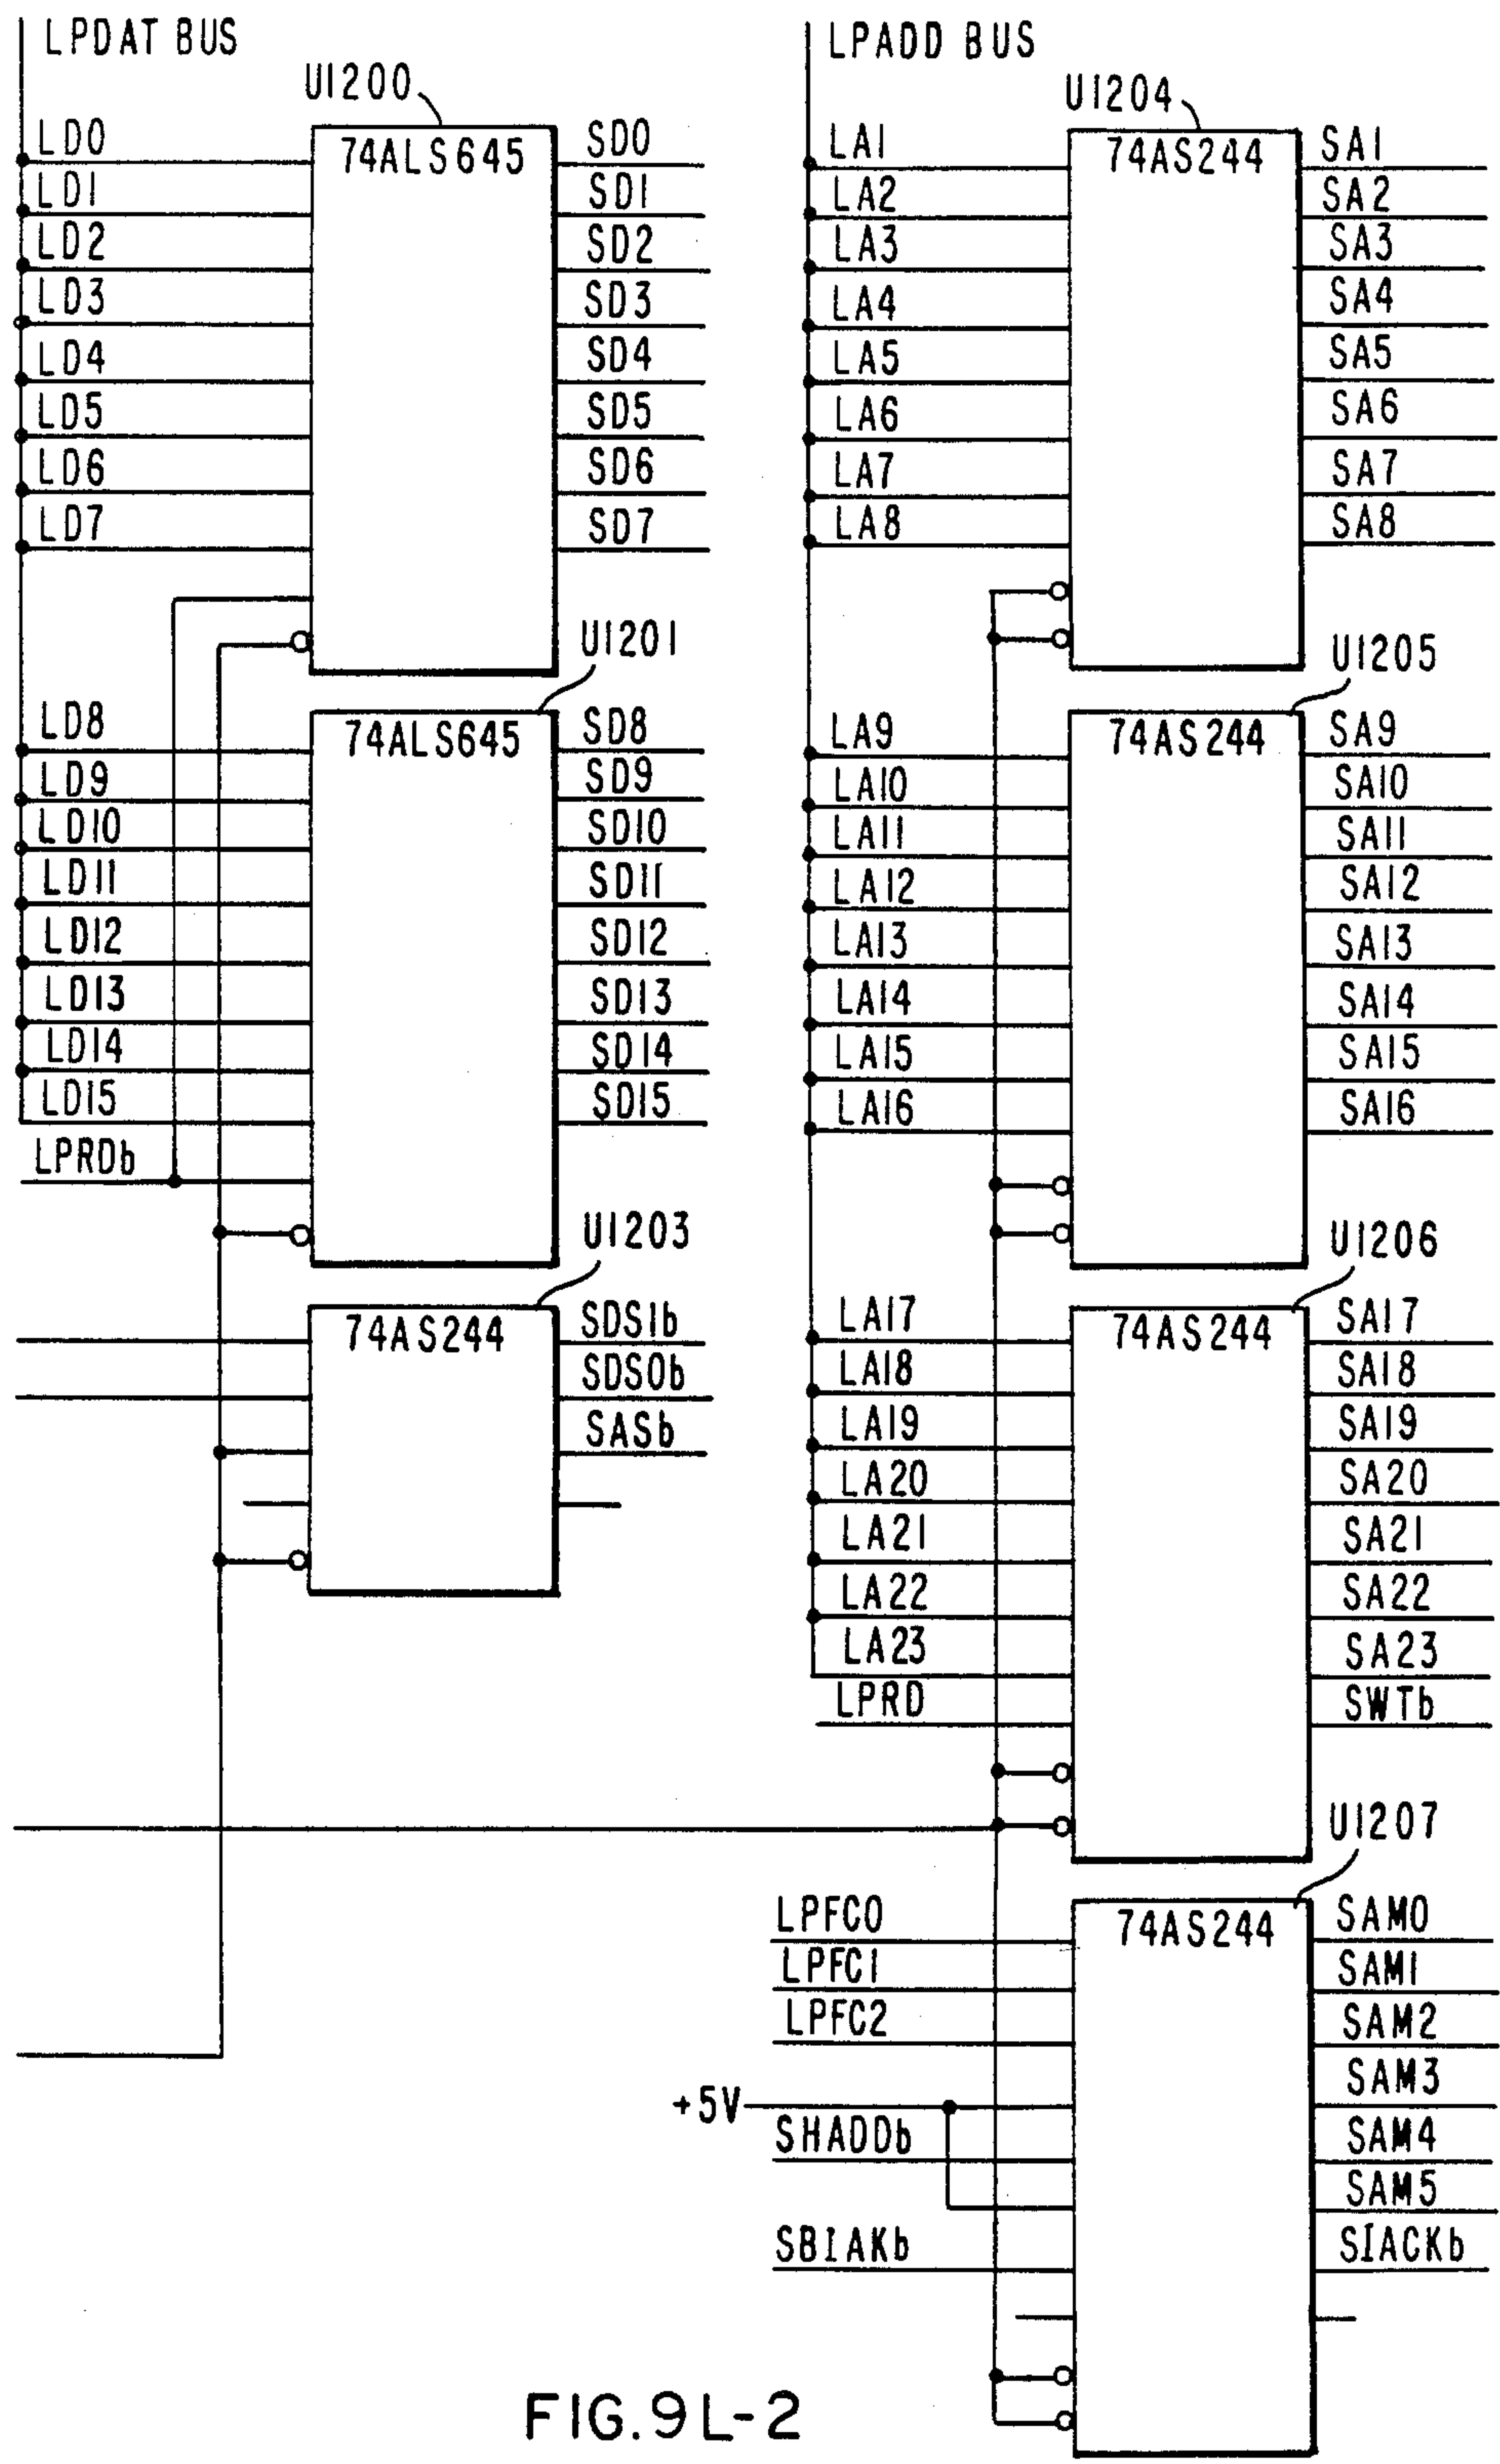 LPDAT BUS
U1200
74ALS645
LD0
LD1
LD2
LD3
LD4
LD5
LD6
LD7
SD0
SD1
SD2
SD3
SD4
SD5
SD6
SD7
U1201
74ALS645
LD8
LD9
LD10
LD11
LD12
LD13
LD14
LD15
LPRDb
SD8
SD9
SD10
SD11
SD12
SD13
SD14
SD15
U1203
74AS244
SDS1b
SDS0b
SASb
LPADD BUS
U1204
74AS244
LA1
LA2
LA3
LA4
LA5
LA6
LA7
LA8
SA1
SA2
SA3
SA4
SA5
SA6
SA7
SA8
U1205
74AS244
LA9
LA10
LA11
LA12
LA13
LA14
LA15
LA16
SA9
SA10
SA11
SA12
SA13
SA14
SA15
SA16
U1206
74AS244
LA17
LA18
LA19
LA20
LA21
LA22
LA23
LPRD
SA17
SA18
SA19
SA20
SA21
SA22
SA23
SWTb
U1207
74AS244
LPFC0
LPFC1
LPFC2
+5V
SHADDb
SBIAKb
SAM0
SAM1
SAM2
SAM3
SAM4
SAM5
SIACKb
FIG. 9L-2